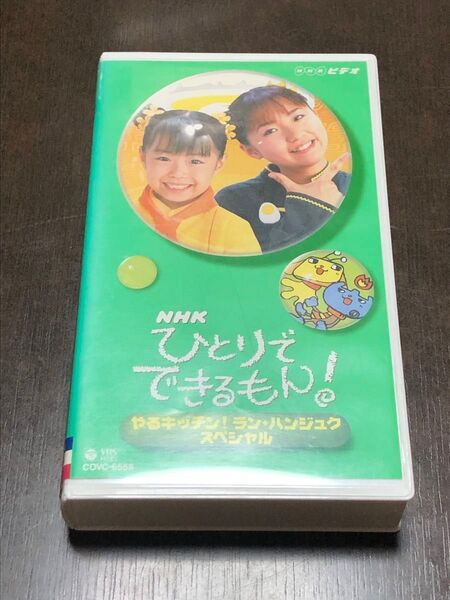 NHKビデオ
NHK
ひとりで
できるもん!
やるキッチン!ラン・ハンジュク
スペシャル
VHS
COVC-6558